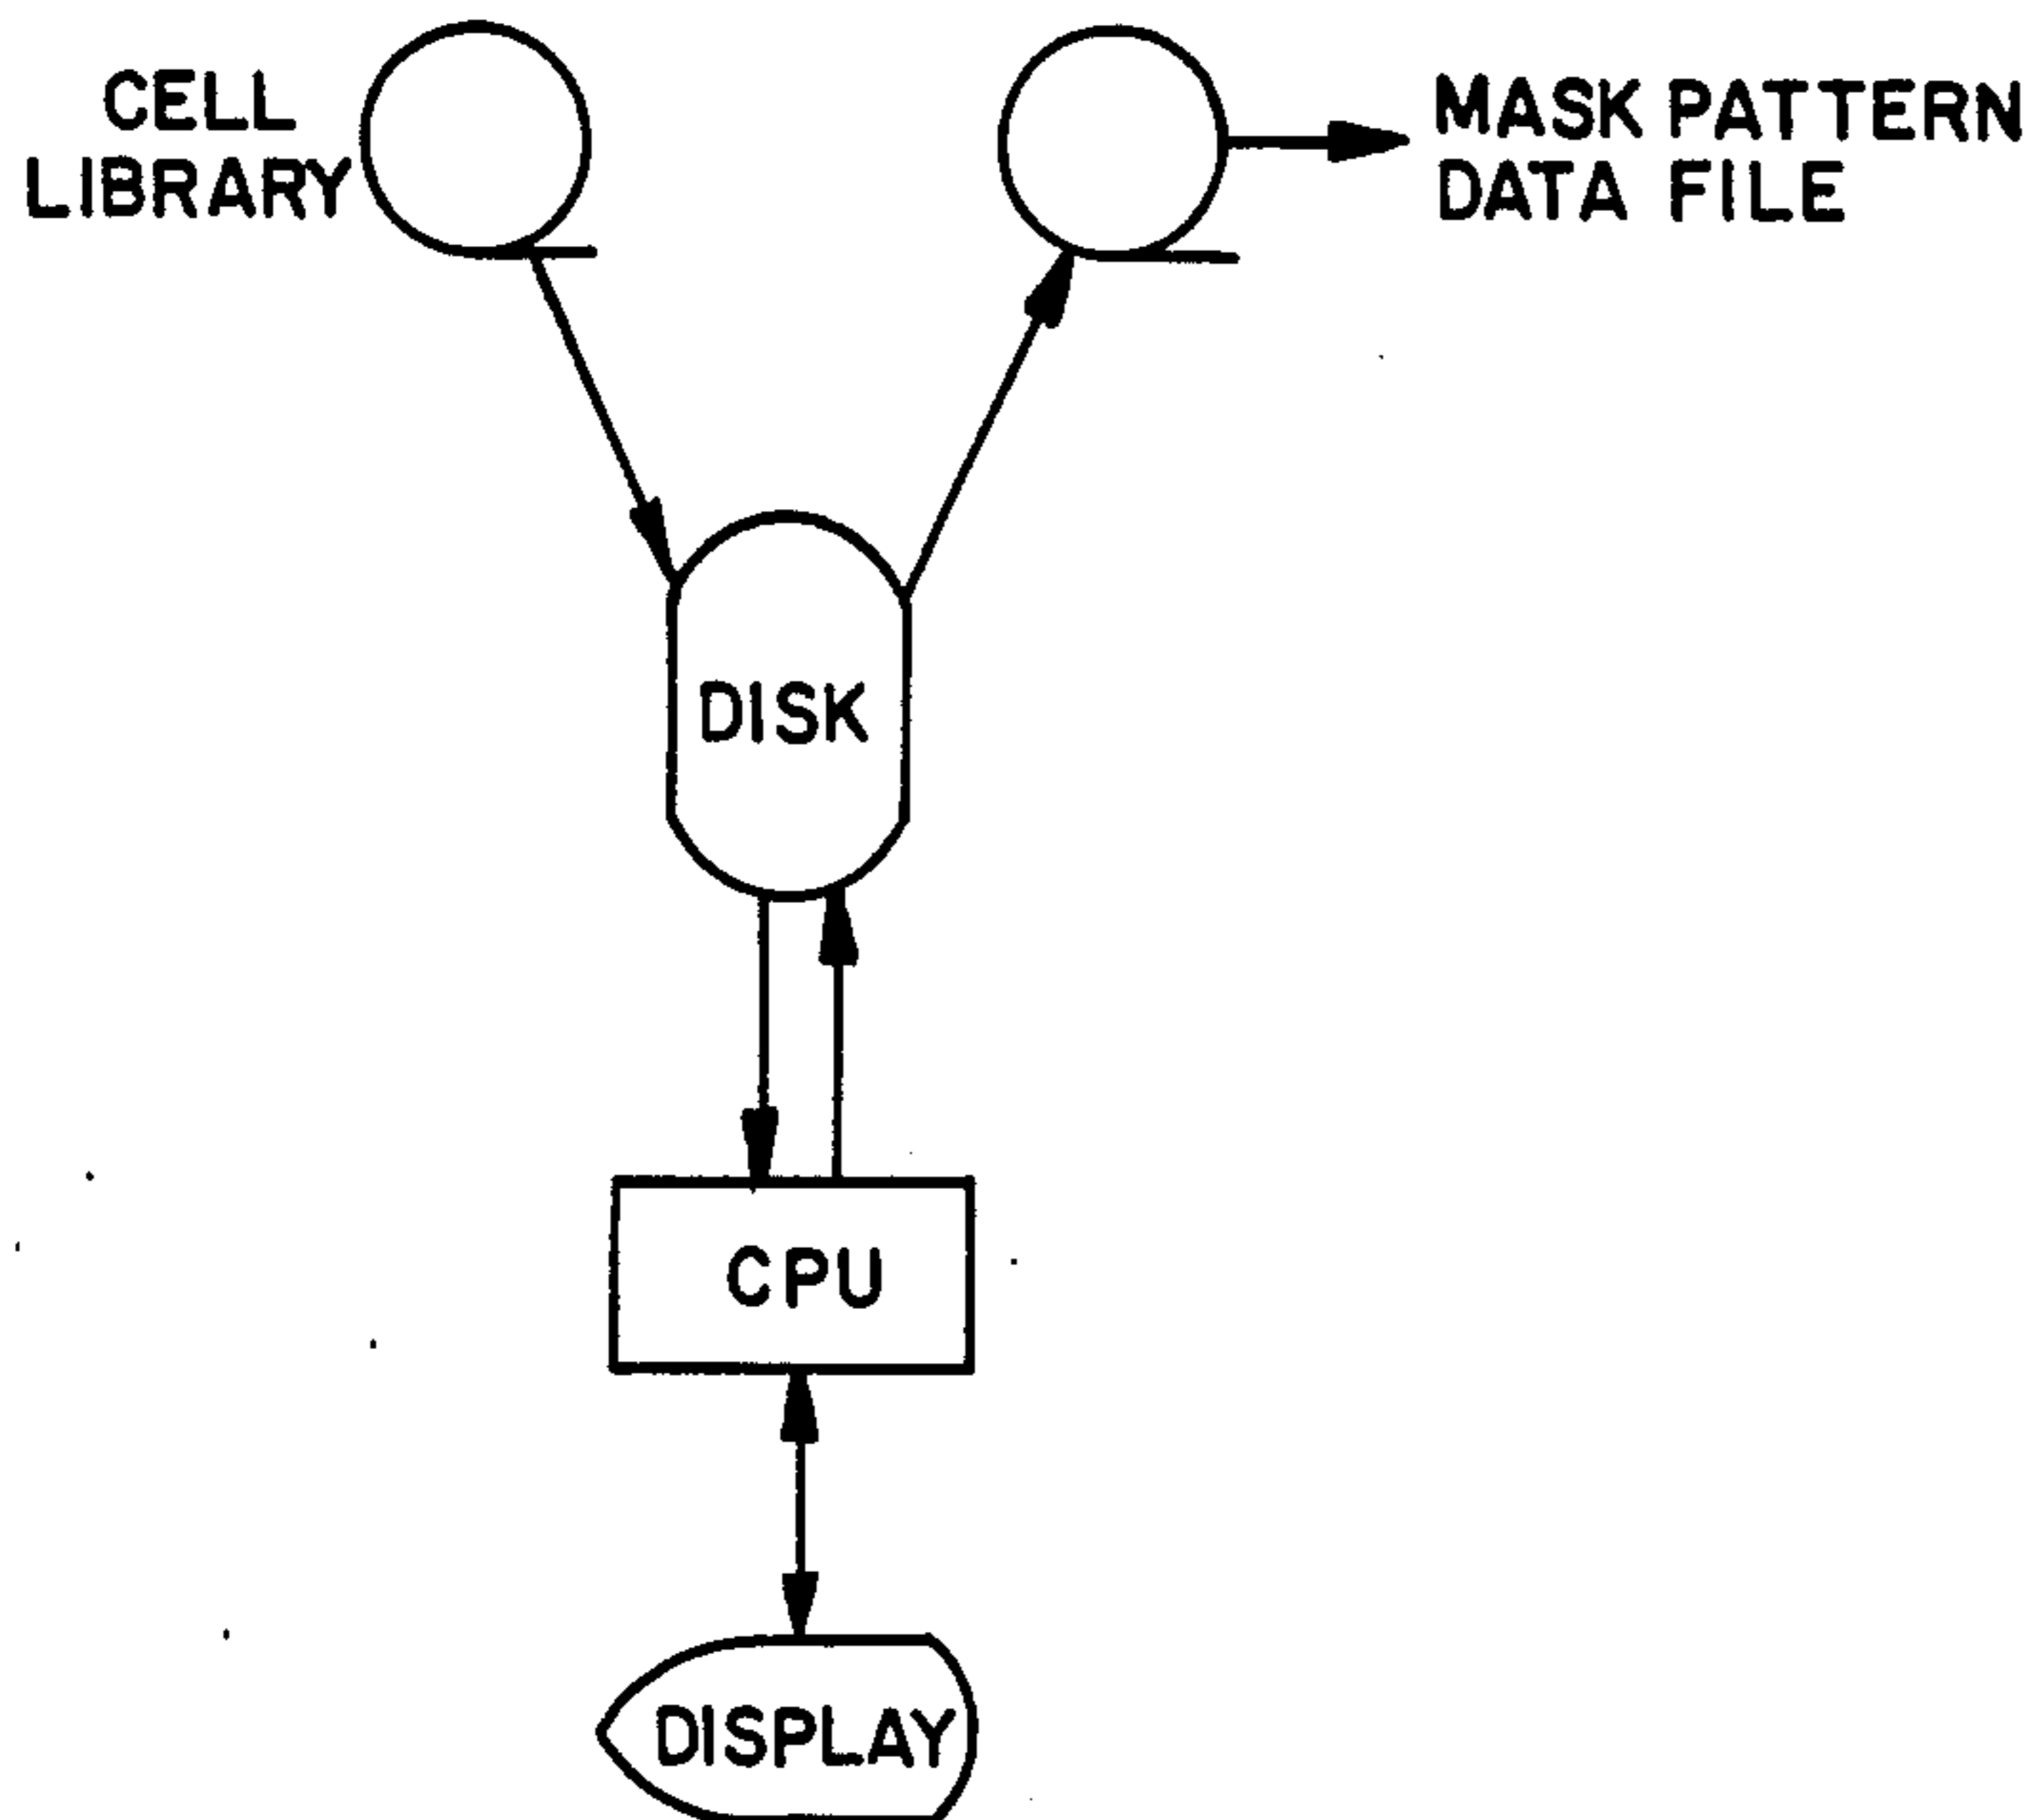 CELL
LIBRARY
MASK PATTERN
DATA FILE
DISK
CPU
DISPLAY